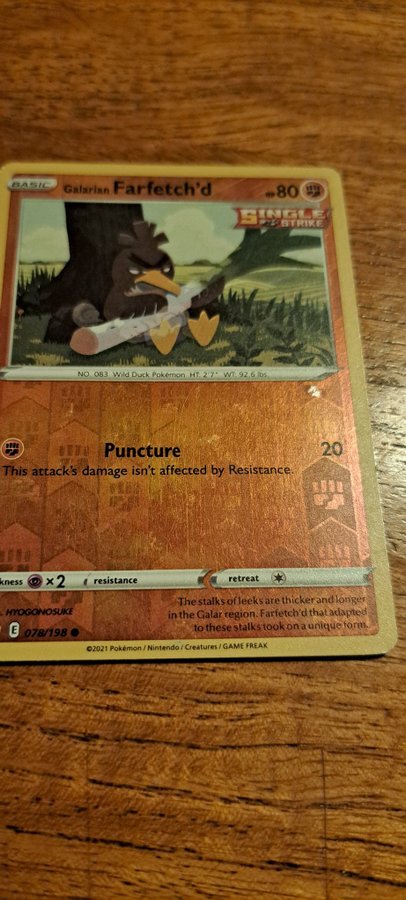 BASIC Galarian Farfetch'd HP 80
SINGLE STRIKE
NO. 083 Wild Duck Pokémon HT: 2'7" WT: 92.6 lbs.
Puncture 20
This attack's damage isn't affected by Resistance.
kness ×2 resistance retreat
HYOGONOSUKE
The stalks of leeks are thicker and longer
in the Galar region. Farfetch'd that adapted
to these stalks took on a unique form.
E 078/198
©2021 Pokémon / Nintendo / Creatures / GAME FREAK